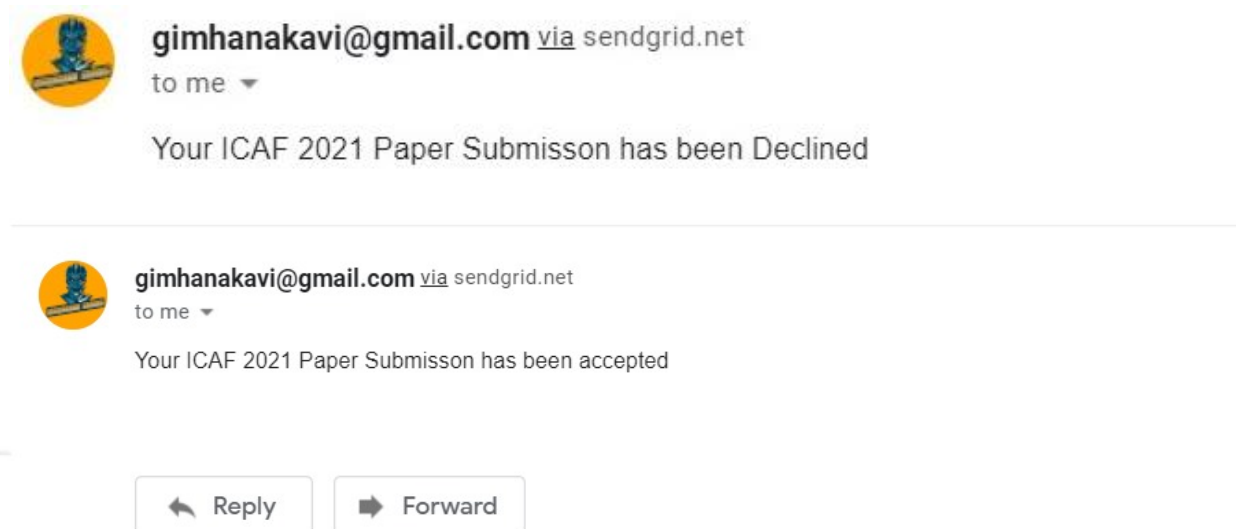 gimhanakavi@gmail.com via sendgrid.net
to me
Your ICAF 2021 Paper Submisson has been Declined
gimhanakavi@gmail.com via sendgrid.net
to me
Your ICAF 2021 Paper Submisson has been accepted
Reply Forward